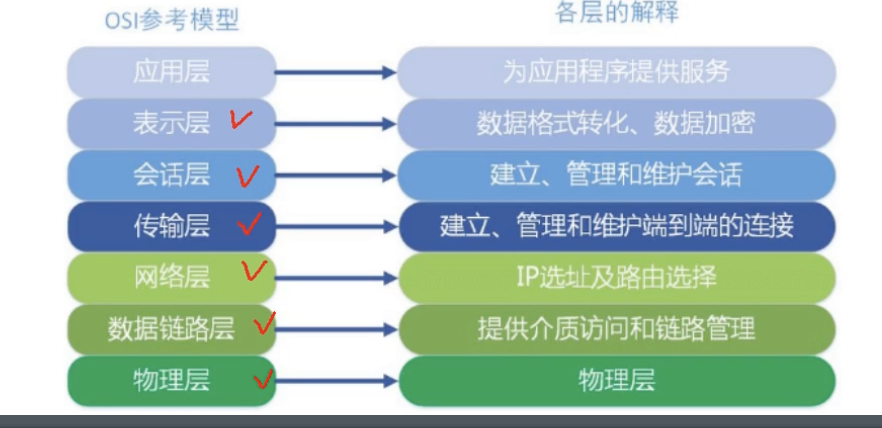 OSI参考模型 各层的解释
应用层 为应用程序提供服务
表示层 数据格式转化、数据加密
会话层 建立、管理和维护会话
传输层 建立、管理和维护端到端的连接
网络层 IP选址及路由选择
数据链路层 提供介质访问和链路管理
物理层 物理层